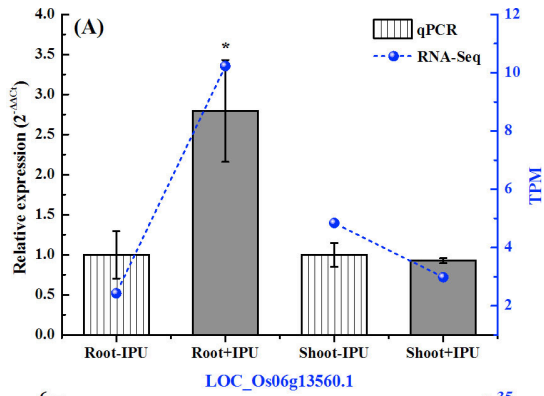 (A)
qPCR
RNA-Seq
*
Relative expression (2^-ΔΔCt)
4.0
3.5
3.0
2.5
2.0
1.5
1.0
0.5
0.0
12
10
8
6
4
2
TPM
Root-IPU Root+IPU Shoot-IPU Shoot+IPU
LOC_Os06g13560.1